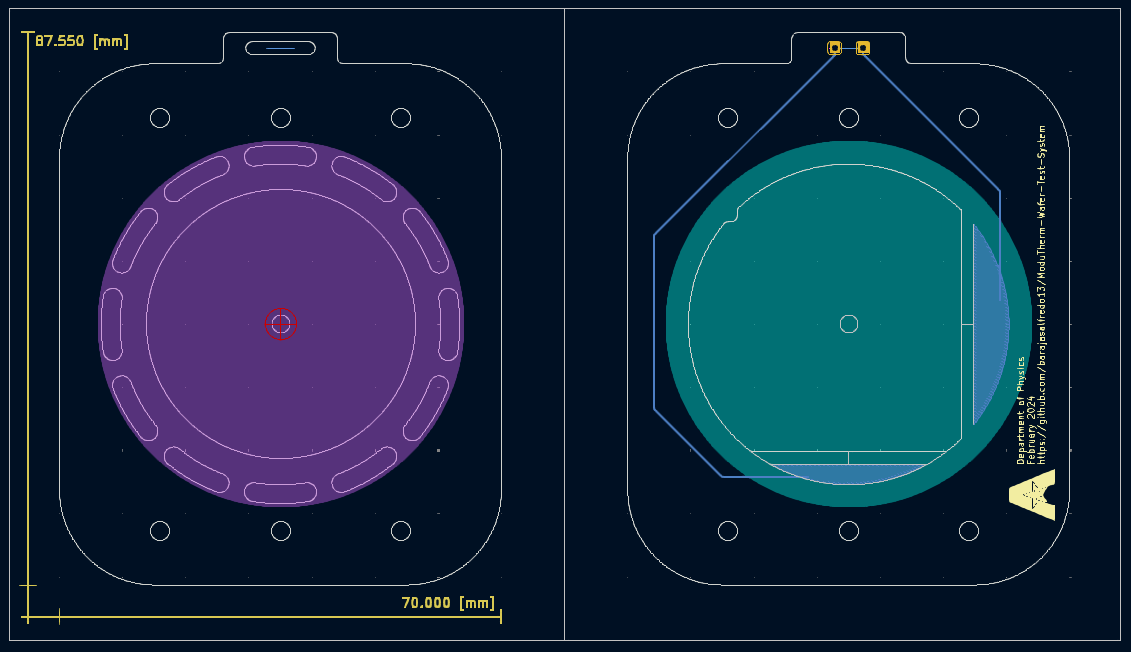 87.550 [mm]
70.000 [mm]
Department of Physics
February 2024
https://github.com/barajasalfredo13/ModuTherm-Wafer-Test-System